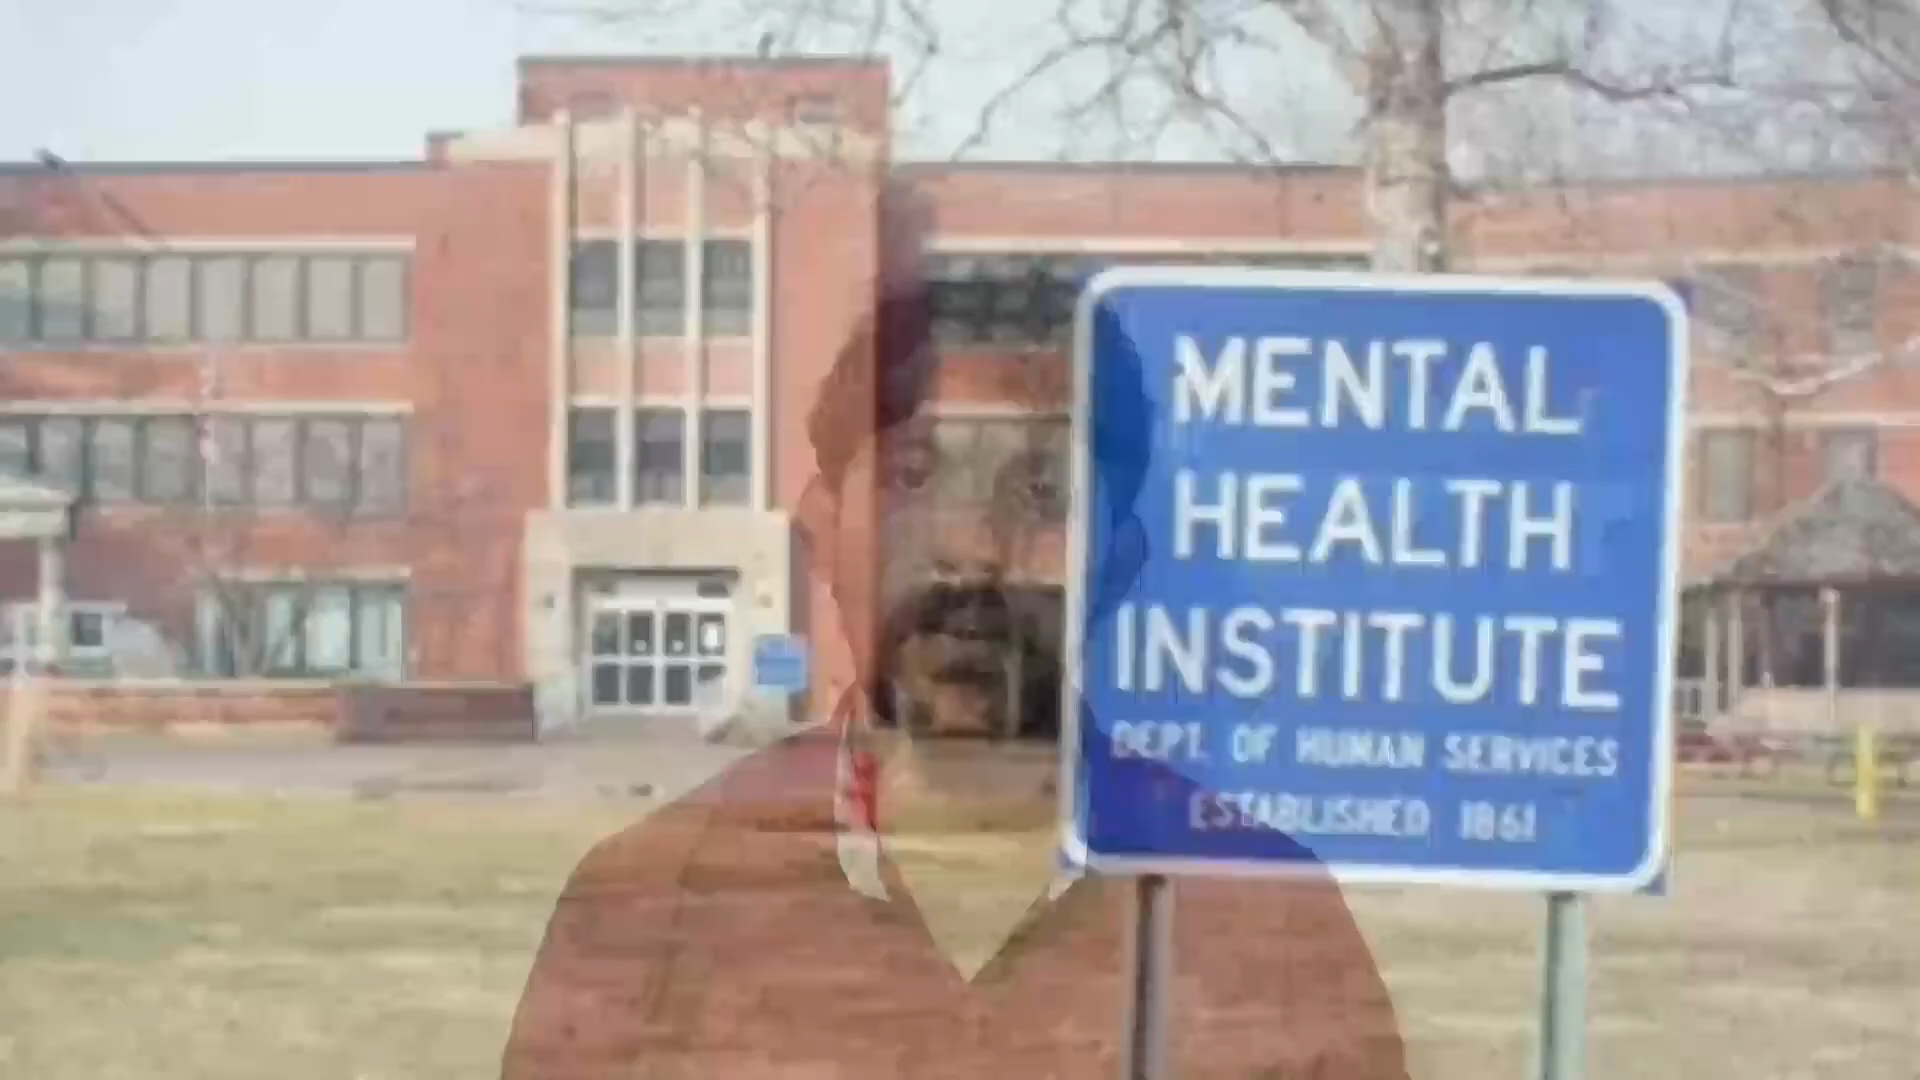 MENTAL
HEALTH
INSTITUTE
DEPT. OF HUMAN SERVICES
ESTABLISHED 1861